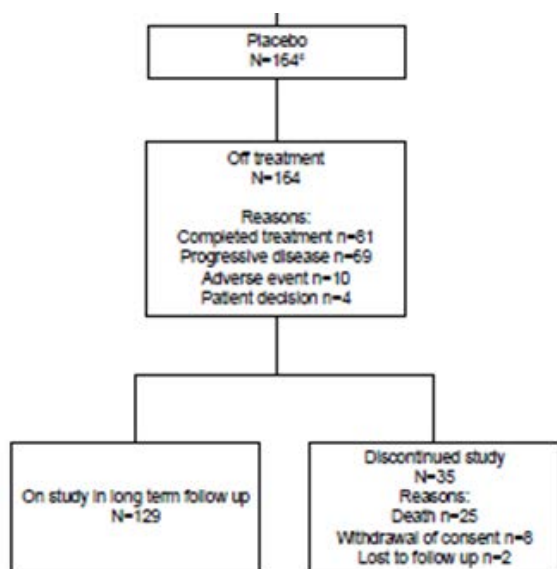 Placebo
N=164
Off treatment
N=164
Reasons:
Completed treatment n=81
Progressive disease n=69
Adverse event n=10
Patient decision n=4
On study in long term follow up
N=129
Discontinued study
N=35
Reasons:
Death n=25
Withdrawal of consent n=8
Lost to follow up n=2